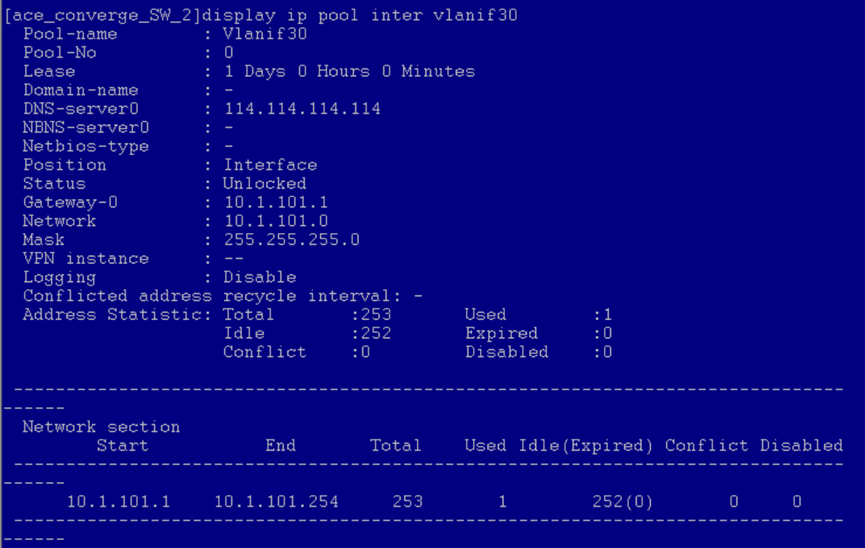 [ace_converge_SW_2]display ip pool inter vlanif30
Pool-name : Vlanif30
Pool-No : 0
Lease : 1 Days 0 Hours 0 Minutes
Domain-name : -
DNS-server0 : 114.114.114.114
NBNS-server0 : -
Netbios-type : -
Position : Interface
Status : Unlocked
Gateway-0 : 10.1.101.1
Network : 10.1.101.0
Mask : 255.255.255.0
VPN instance : --
Logging : Disable
Conflicted address recycle interval: -
Address Statistic: Total :253 Used :1
Idle :252 Expired :0
Conflict :0 Disabled :0
-------------------------------------------------------------------------------
------
Network section
Start End Total Used Idle(Expired) Conflict Disabled
-------------------------------------------------------------------------------
------
10.1.101.1 10.1.101.254 253 1 252(0) 0 0
-------------------------------------------------------------------------------
------